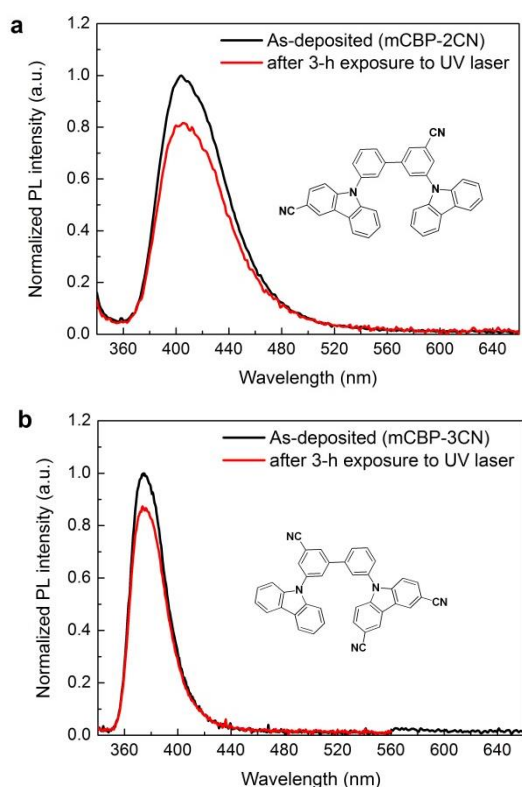 a
As-deposited (mCBP-2CN)
after 3-h exposure to UV laser
Normalized PL intensity (a.u.)
1.2
1.0
0.8
0.6
0.4
0.2
0.0
CN
N
N
NC
360 400 440 480 520 560 600 640
Wavelength (nm)
b
As-deposited (mCBP-3CN)
after 3-h exposure to UV laser
Normalized PL intensity (a.u.)
1.2
1.0
0.8
0.6
0.4
0.2
0.0
NC
N
N
CN
NC
360 400 440 480 520 560 600 640
Wavelength (nm)